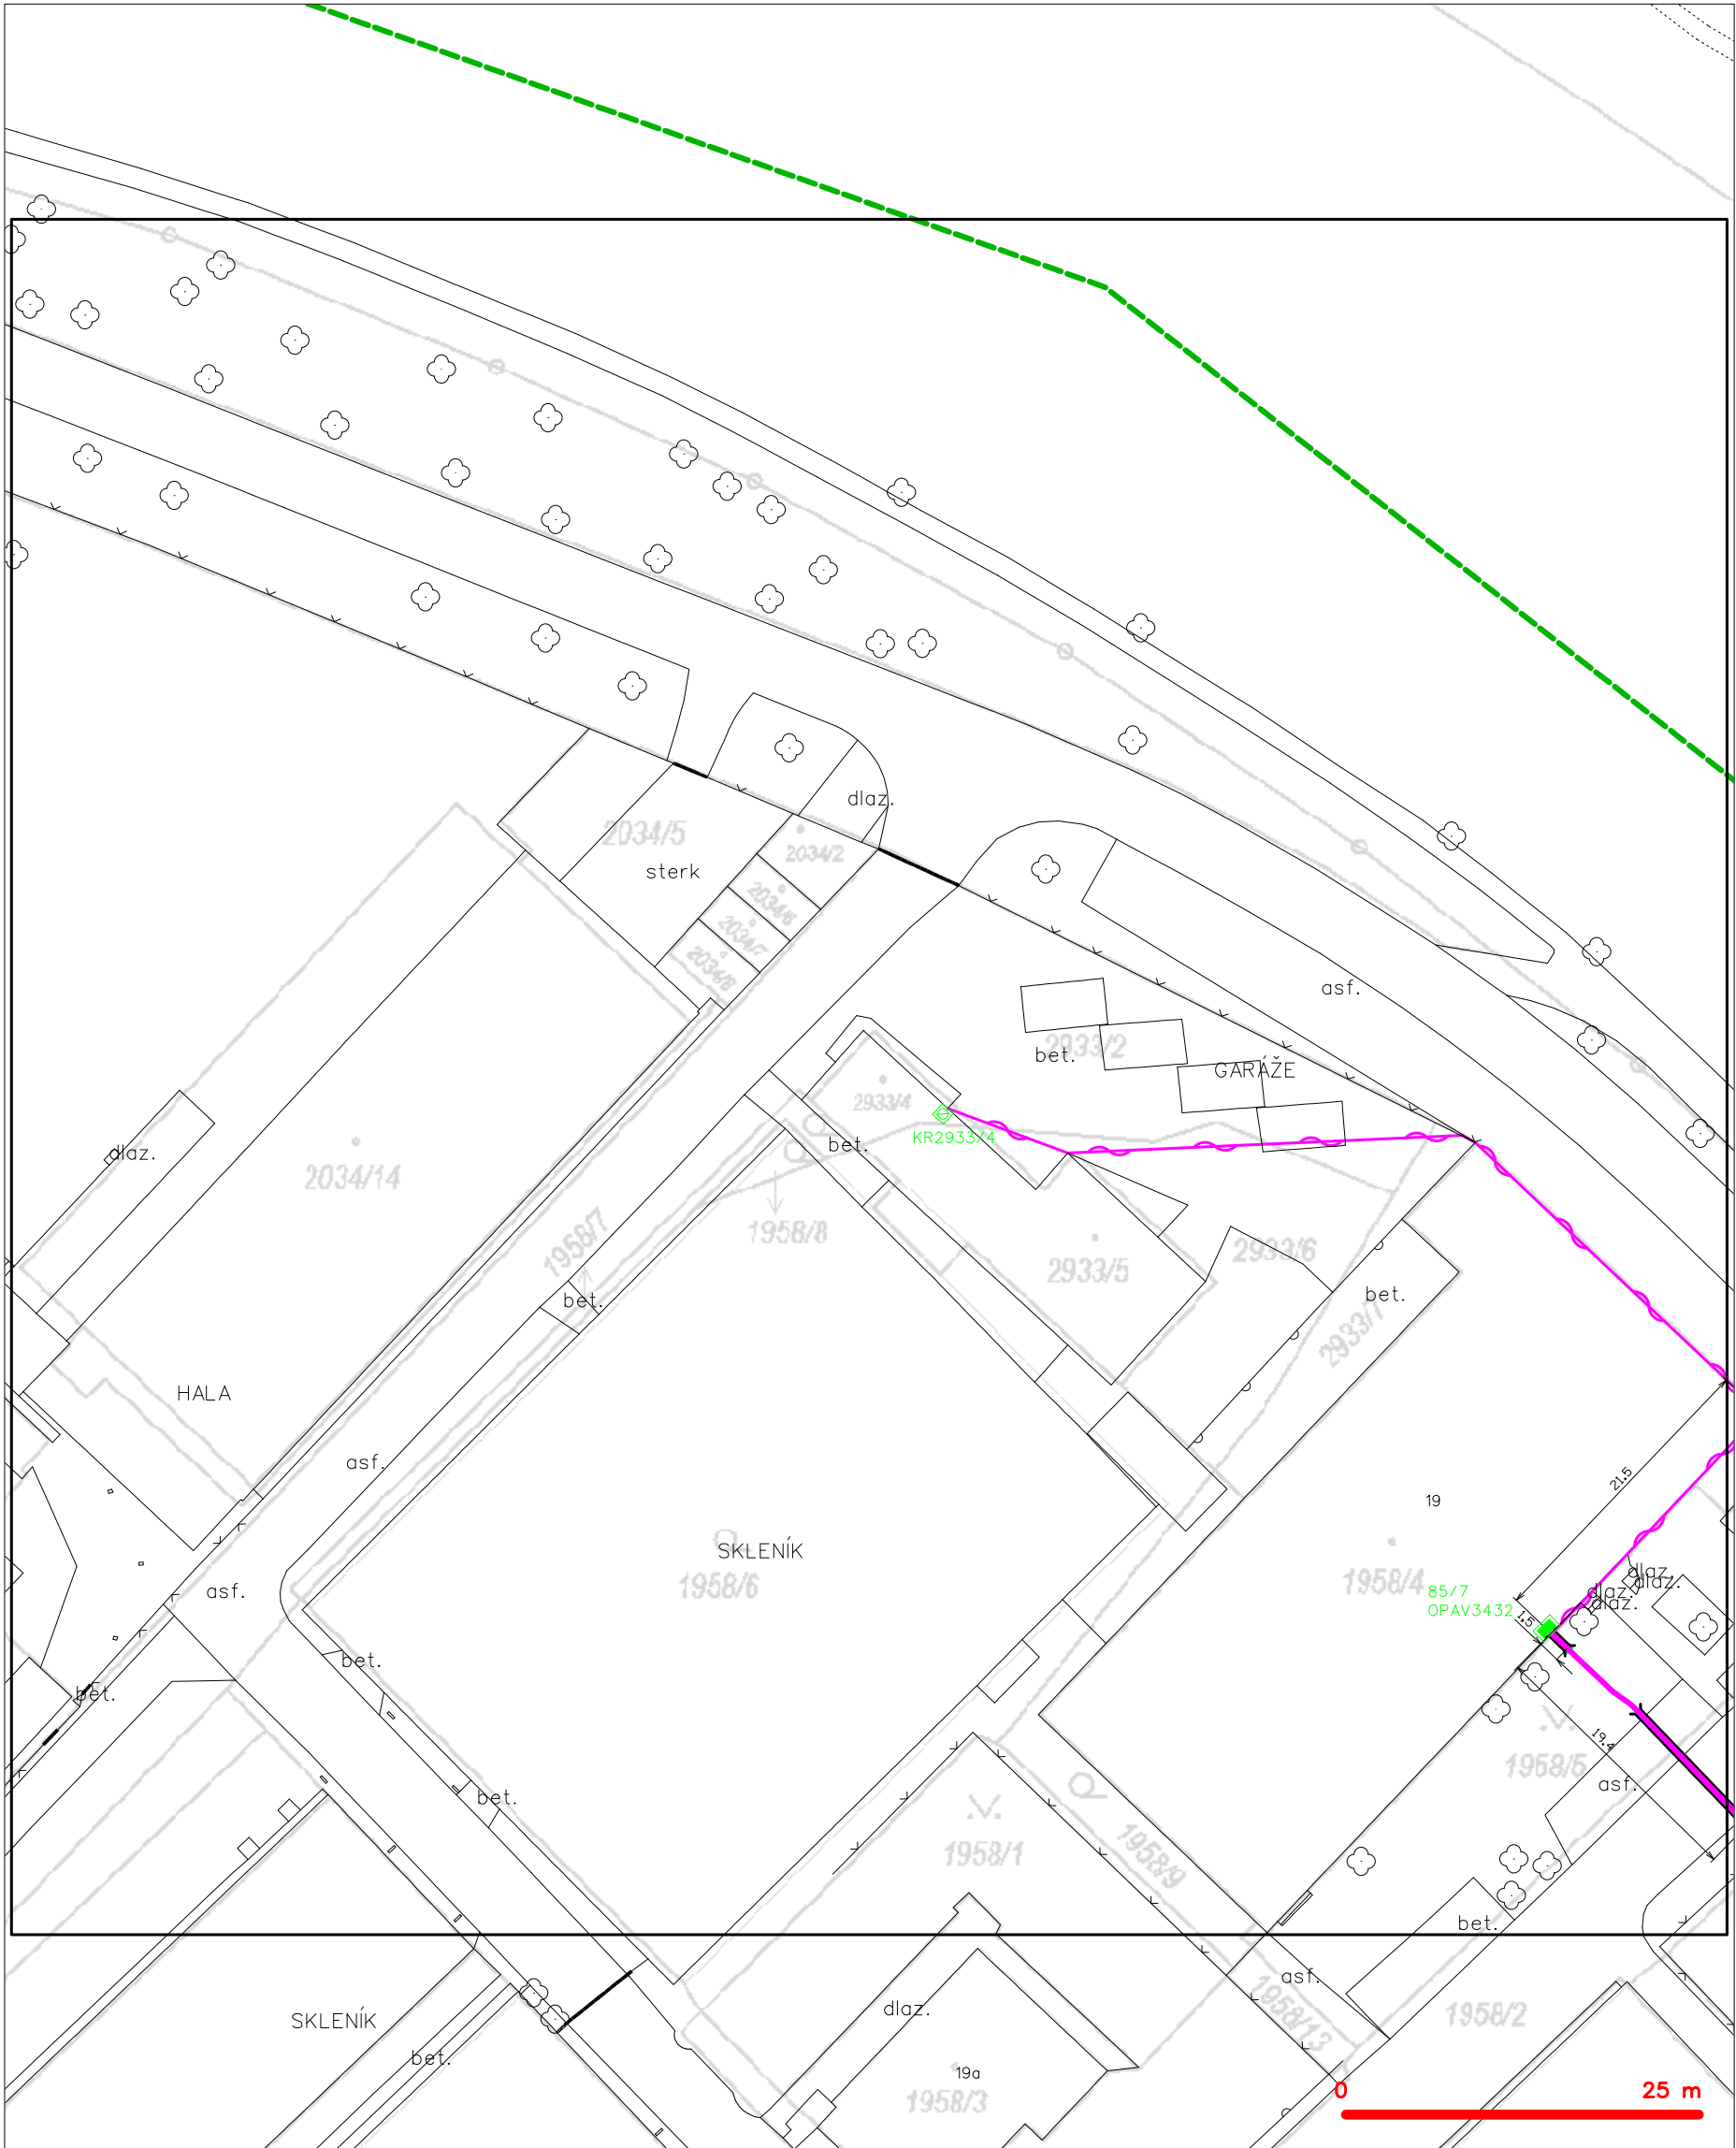 dlaz.
2034/5
2034/2
sterk
2034/6
2034/7
2034/8
asf.
2933/2
bet.
GARÁŽE
2933/4
KR2933/4
bet.
dlaz.
2034/14
1958/7
1958/8
2933/6
2933/5
bet.
bet.
2933/7
HALA
asf.
21.5
19
SKLENÍK
1958/6
1958/4
asf.
85/7
OPAV3432
1.5
dlaz.
dlaz.
dlaz.
dlaz.
bet.
bet.
19.4
1958/5
asf.
bet.
1958/1
1958/9
bet.
asf.
1958/13
dlaz.
SKLENÍK
1958/2
bet.
19a
1958/3
0 25 m